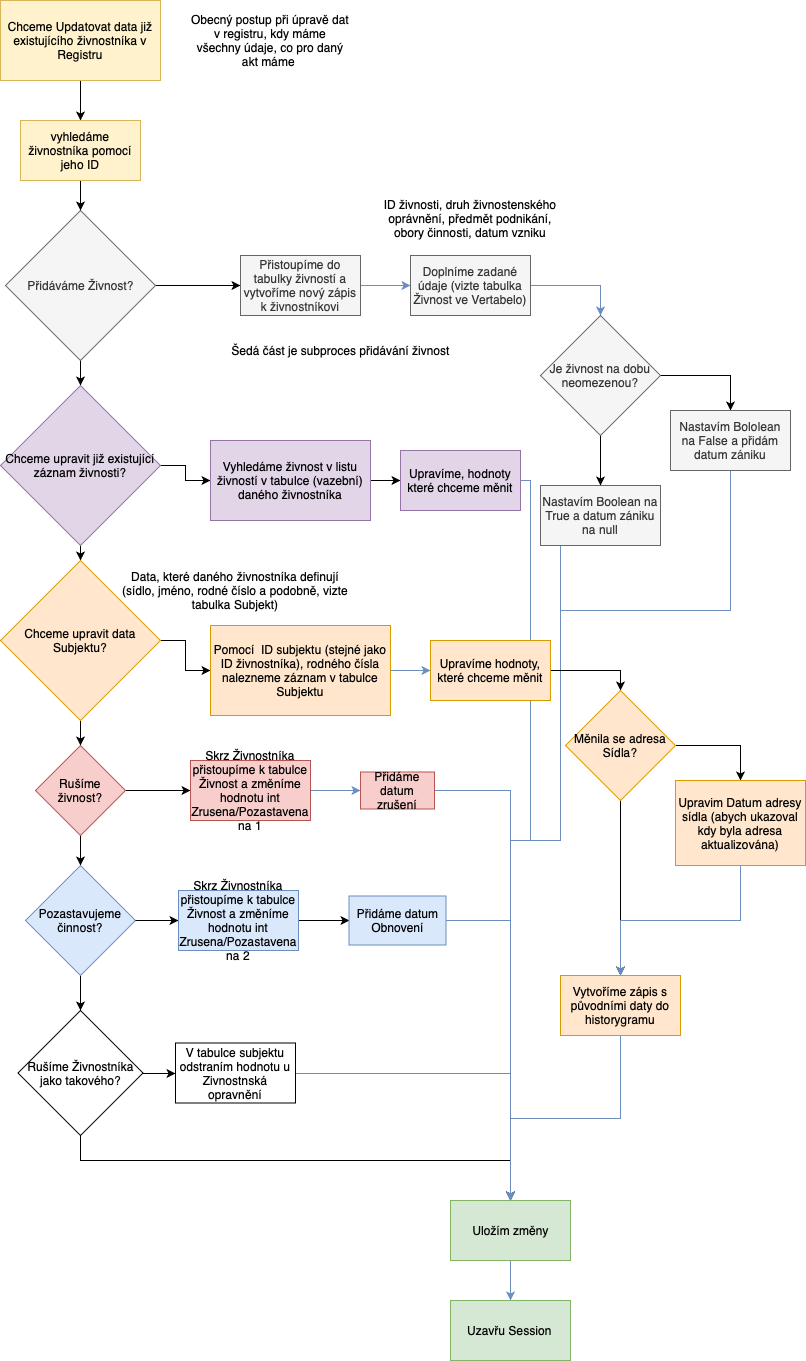 Chceme Updatovat data již
existujícího živnostníka v
Registru
Obecný postup při úpravě dat
v registru, kdy máme
všechny údaje, co pro daný
akt máme
vyhledáme
živnostníka pomocí
jeho ID
ID živnosti, druh živnostenského
oprávnění, předmět podnikání,
obory činnosti, datum vzniku
Přidáváme Živnost?
Přistoupíme do
tabulky živností a
vytvoříme nový zápis
k živnostníkovi
Doplníme zadané
údaje (vizte tabulka
Živnost ve Vertabelo)
Šedá část je subproces přidávání živnost
Je živnost na dobu
neomezenou?
Nastavím Bololean
na False a přidám
datum zániku
Chceme upravit již existující
záznam živnosti?
Vyhledáme živnost v listu
živností v tabulce (vazební)
daného živnostníka
Upravíme, hodnoty
které chceme měnit
Nastavím Boolean na
True a datum zániku
na null
Data, které daného živnostníka definují
(sídlo, jméno, rodné číslo a podobně, vizte
tabulka Subjekt)
Chceme upravit data
Subjektu?
Pomocí  ID subjektu (stejné jako
ID živnostníka), rodného čísla
nalezneme záznam v tabulce
Subjektu
Upravíme hodnoty,
které chceme měnit
Měnila se adresa
Sídla?
Upravim Datum adresy
sídla (abych ukazoval
kdy byla adresa
aktualizována)
Rušíme
živnost?
Skrz Živnostníka
přistoupíme k tabulce
Živnost a změníme
hodnotu int
Zrusena/Pozastavena
na 1
Přidáme
datum
zrušení
Pozastavujeme
činnost?
Skrz Živnostníka
přistoupíme k tabulce
Živnost a změníme
hodnotu int
Zrusena/Pozastavena
na 2
Přidáme datum
Obnovení
Vytvoříme zápis s
původními daty do
historygramu
Rušíme Živnostníka
jako takového?
V tabulce subjektu
odstraním hodnotu u
Zivnostnská
opravnění
Uložím změny
Uzavřu Session